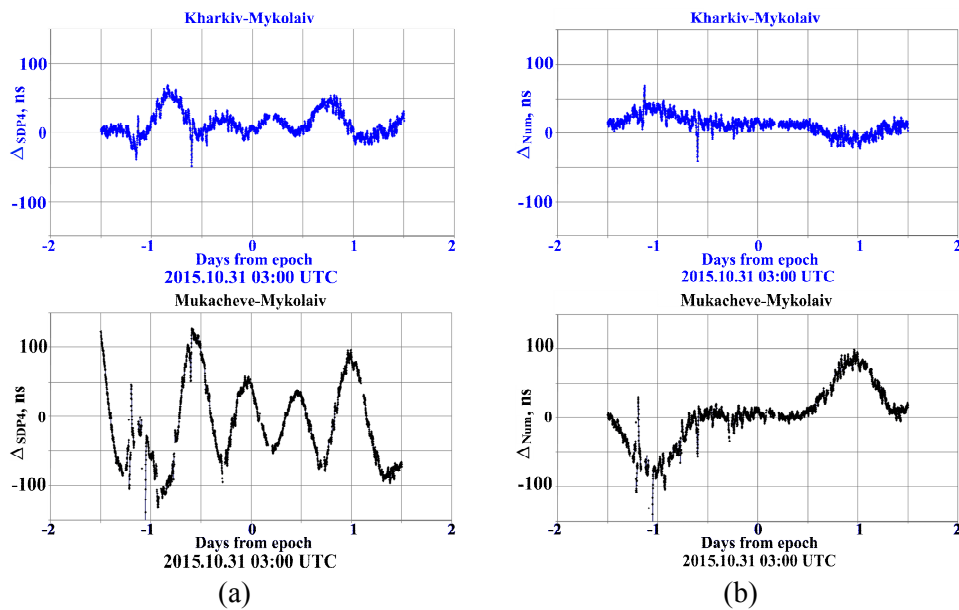 Kharkiv-Mykolaiv
Δ SDP4, ns
100
0
-100
-2 -1 0 1 2
Days from epoch
2015.10.31 03:00 UTC
Mukacheve-Mykolaiv
Δ SDP4, ns
100
0
-100
-2 -1 0 1 2
Days from epoch
2015.10.31 03:00 UTC
(a)
Kharkiv-Mykolaiv
Δ Num, ns
100
0
-100
-2 -1 0 1 2
Days from epoch
2015.10.31 03:00 UTC
Mukacheve-Mykolaiv
Δ Num, ns
100
0
-100
-2 -1 0 1 2
Days from epoch
2015.10.31 03:00 UTC
(b)